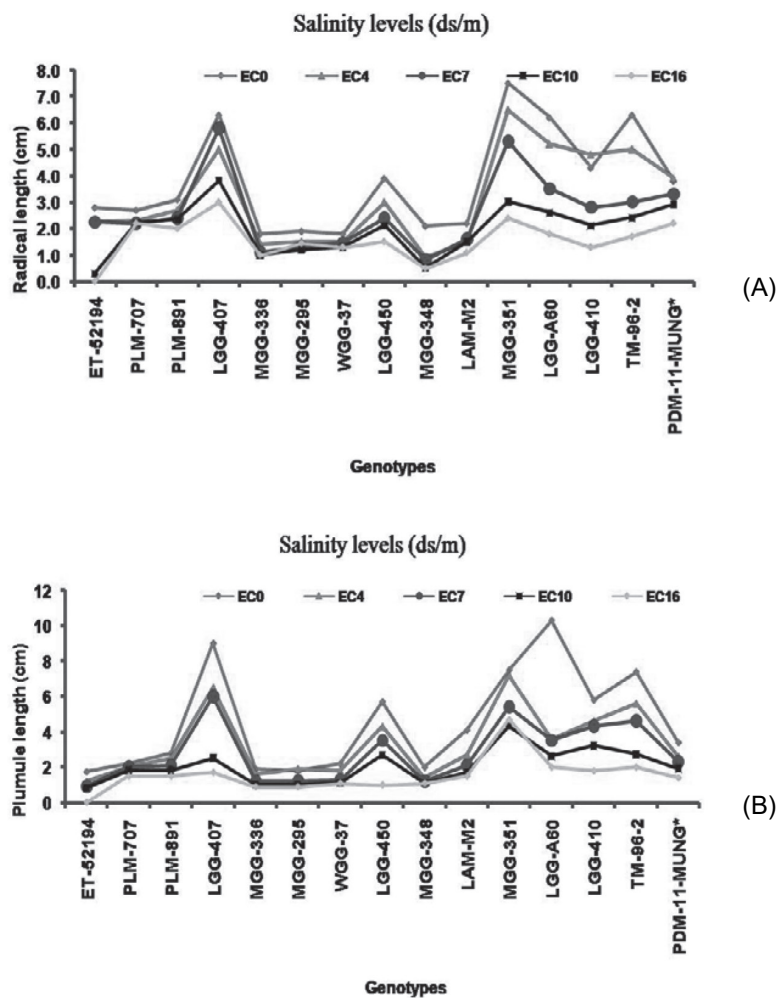 Salinity levels (ds/m)
EC0 EC4 EC7 EC10 EC16
8.0
7.0
6.0
5.0
4.0
3.0
2.0
1.0
0.0
Radical length (cm)
ET-52194
PLM-707
PLM-891
LGG-407
MGG-336
MGG-295
WGG-37
LGG-450
MGG-348
LAM-M2
MGG-351
LGG-A60
LGG-410
TM-96-2
PDM-11-MUNG*
Genotypes
(A)
Salinity levels (ds/m)
EC0 EC4 EC7 EC10 EC16
12
10
8
6
4
2
0
Plumule length (cm)
ET-52194
PLM-707
PLM-891
LGG-407
MGG-336
MGG-295
WGG-37
LGG-450
MGG-348
LAM-M2
MGG-351
LGG-A60
LGG-410
TM-96-2
PDM-11-MUNG*
Genotypes
(B)